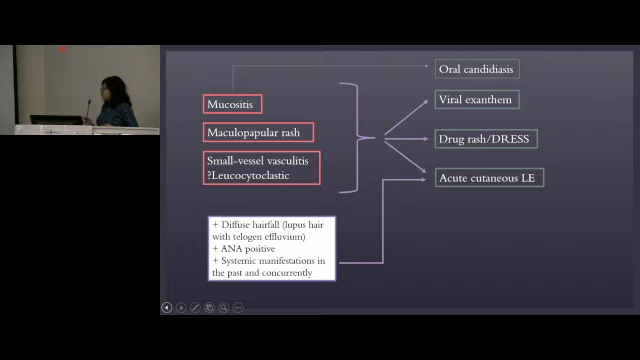 Oral candidiasis
Mucositis
Viral exanthem
Maculopapular rash
Drug rash/DRESS
Small-vessel vasculitis
?Leucocytoclastic
Acute cutaneous LE
+ Diffuse hairfall (lupus hair
with telogen effluvium)
+ ANA positive
+ Systemic manifestations in
the past and concurrently